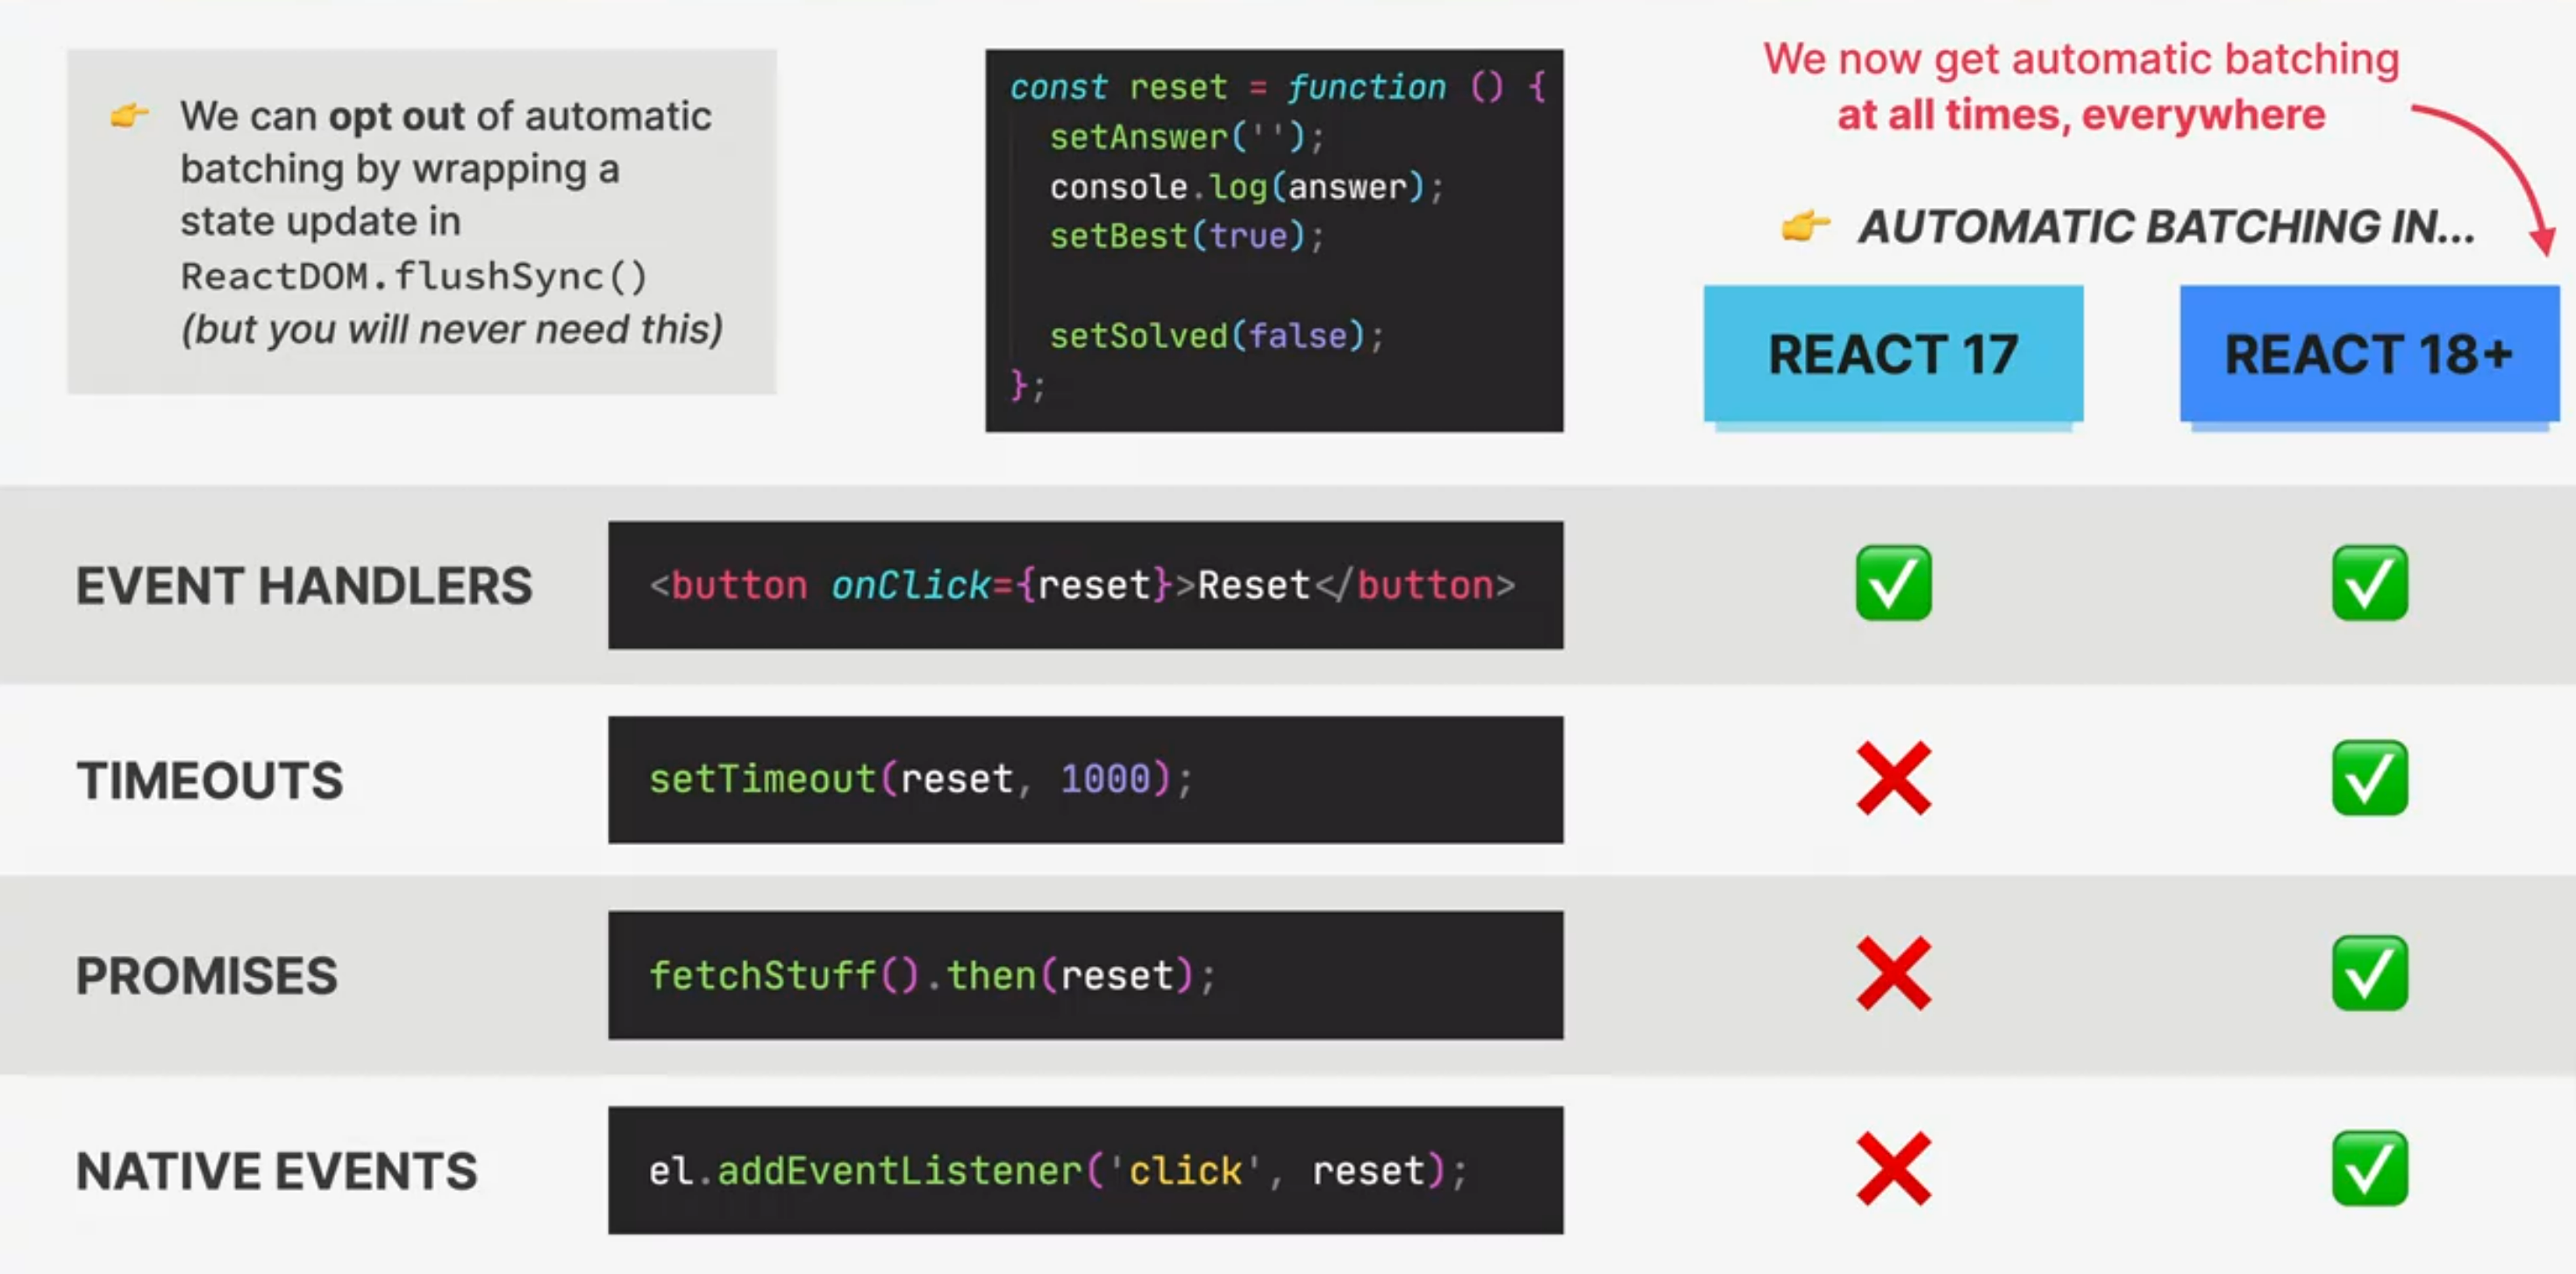 We can opt out of automatic
batching by wrapping a
state update in
ReactDOM.flushSync()
(but you will never need this)
const reset = function () {
setAnswer('');
console.log(answer);
setBest(true);
setSolved(false);
};
We now get automatic batching
at all times, everywhere
AUTOMATIC BATCHING IN...
REACT 17
REACT 18+
EVENT HANDLERS
<button onClick={reset}>Reset</button>
TIMEOUTS
setTimeout(reset, 1000);
PROMISES
fetchStuff().then(reset);
NATIVE EVENTS
el.addEventListener('click', reset);